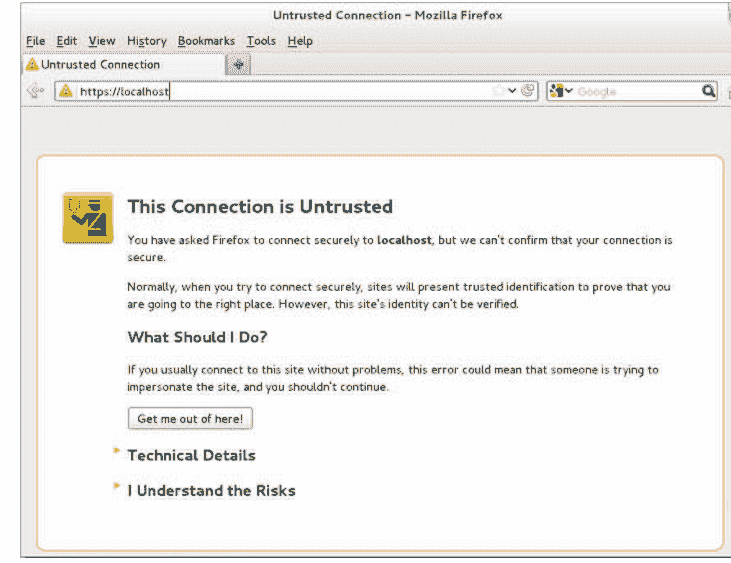 Untrusted Connection - Mozilla Firefox
File Edit View History Bookmarks Tools Help
Untrusted Connection
https://localhost Google
This Connection is Untrusted
You have asked Firefox to connect securely to localhost, but we can't confirm that your connection is
secure.
Normally, when you try to connect securely, sites will present trusted identification to prove that you
are going to the right place. However, this site's identity can't be verified.
What Should I Do?
If you usually connect to this site without problems, this error could mean that someone is trying to
impersonate the site, and you shouldn't continue.
Get me out of here!
Technical Details
I Understand the Risks